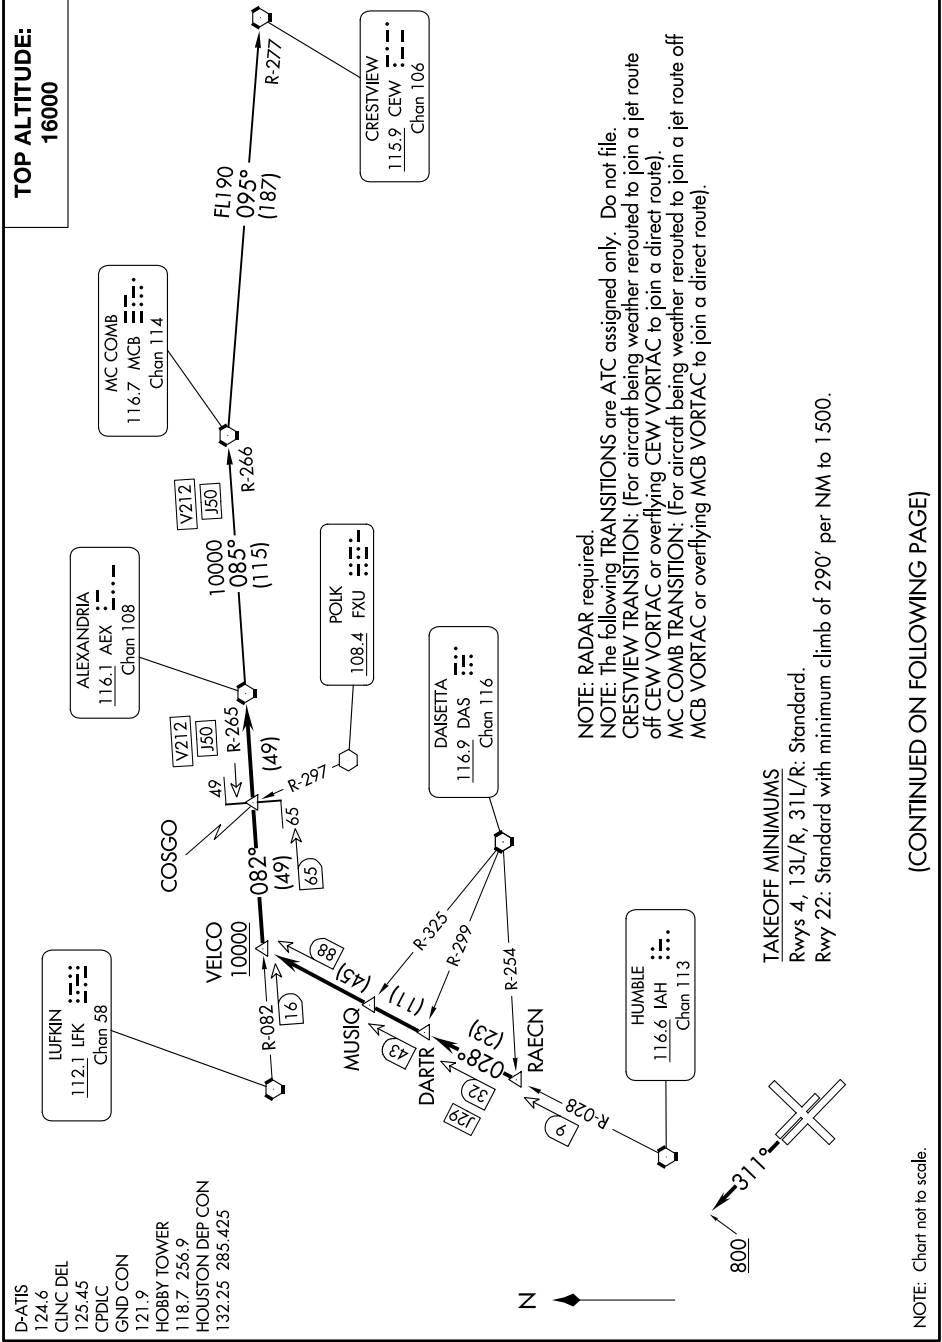 TOP ALTITUDE:
16000
D-ATIS
124.6
CLNC DEL
125.45
CPDLC
GND CON
121.9
HOBBY TOWER
118.7 256.9
HOUSTON DEP CON
132.25 285.425
LUFKIN
112.1 LFK
Chan 58
ALEXANDRIA
116.1 AEX
Chan 108
MC COMB
116.7 MCB
Chan 114
CRESTVIEW
115.9 CEW
Chan 106
POLK
108.4 FXU
DAISETTA
116.9 DAS
Chan 116
HUMBLE
116.6 IAH
Chan 113
VELCO
10000
R-082
16
082°
(49)
COSGO
65
65
49
R-297
R-265
(49)
V212
J50
10000
085°
(115)
V212
J50
R-266
FL190
095°
(187)
R-277
88
(45)
MUSIQ
43
(11)
DARTR
32
J29
028°
(23)
RAECN
9
R-028
R-325
R-299
R-254
N
800
311°
NOTE: RADAR required.
NOTE: The following TRANSITIONS are ATC assigned only. Do not file.
CRESTVIEW TRANSITION: (For aircraft being weather rerouted to join a jet route
off CEW VORTAC or overflying CEW VORTAC to join a direct route).
MC COMB TRANSITION: (For aircraft being weather rerouted to join a jet route off
MCB VORTAC or overflying MCB VORTAC to join a direct route).
TAKEOFF MINIMUMS
Rwys 4, 13L/R, 31L/R: Standard.
Rwy 22: Standard with minimum climb of 290' per NM to 1500.
NOTE: Chart not to scale.
(CONTINUED ON FOLLOWING PAGE)